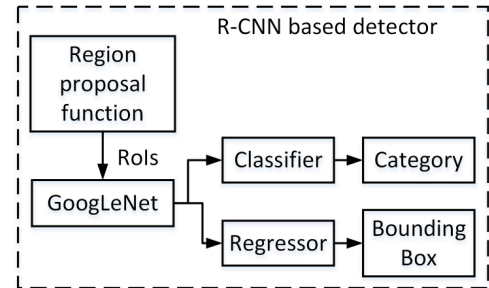 R-CNN based detector
Region
proposal
function
RoIs
GoogLeNet
Classifier
Category
Regressor
Bounding
Box